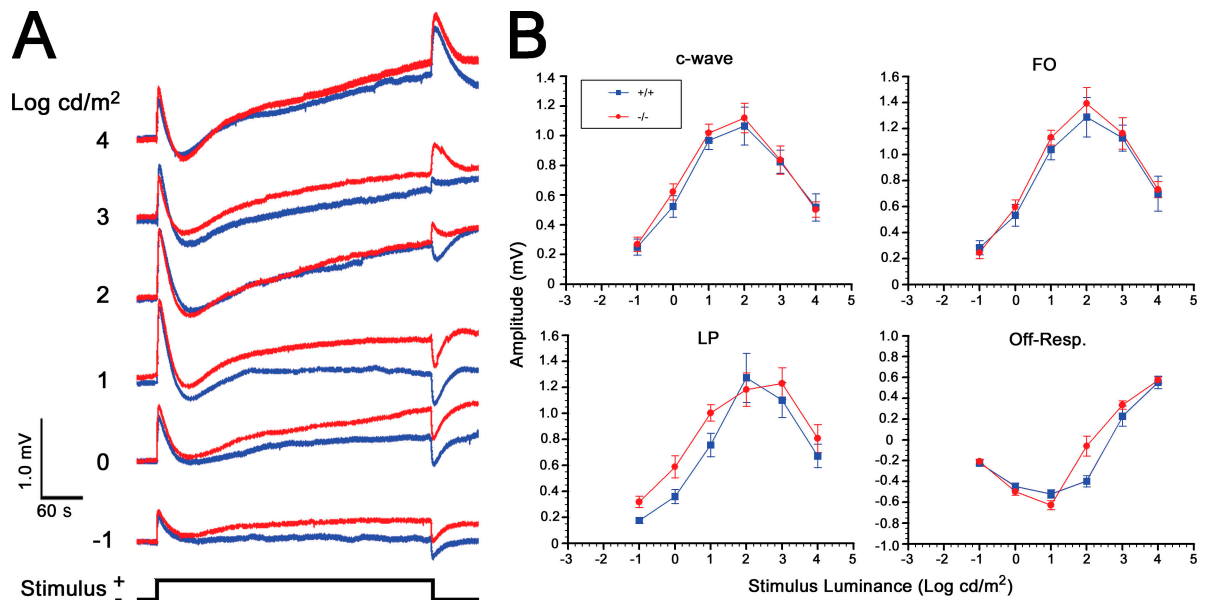 A
Log cd/m2
4
3
2
1
0
-1
1.0 mV
60 s
Stimulus + -
B
Amplitude (mV)
c-wave
1.4
1.2
1.0
0.8
0.6
0.4
0.2
0
-3 -2 -1 0 1 2 3 4 5
+/+
-/-
FO
1.6
1.4
1.2
1.0
0.8
0.6
0.4
0.2
0
-3 -2 -1 0 1 2 3 4 5
LP
1.6
1.4
1.2
1.0
0.8
0.6
0.4
0.2
0
-3 -2 -1 0 1 2 3 4 5
Off-Resp.
1.0
0.8
0.6
0.4
0.2
0
-0.2
-0.4
-0.6
-0.8
-1.0
-3 -2 -1 0 1 2 3 4 5
Stimulus Luminance (Log cd/m2)